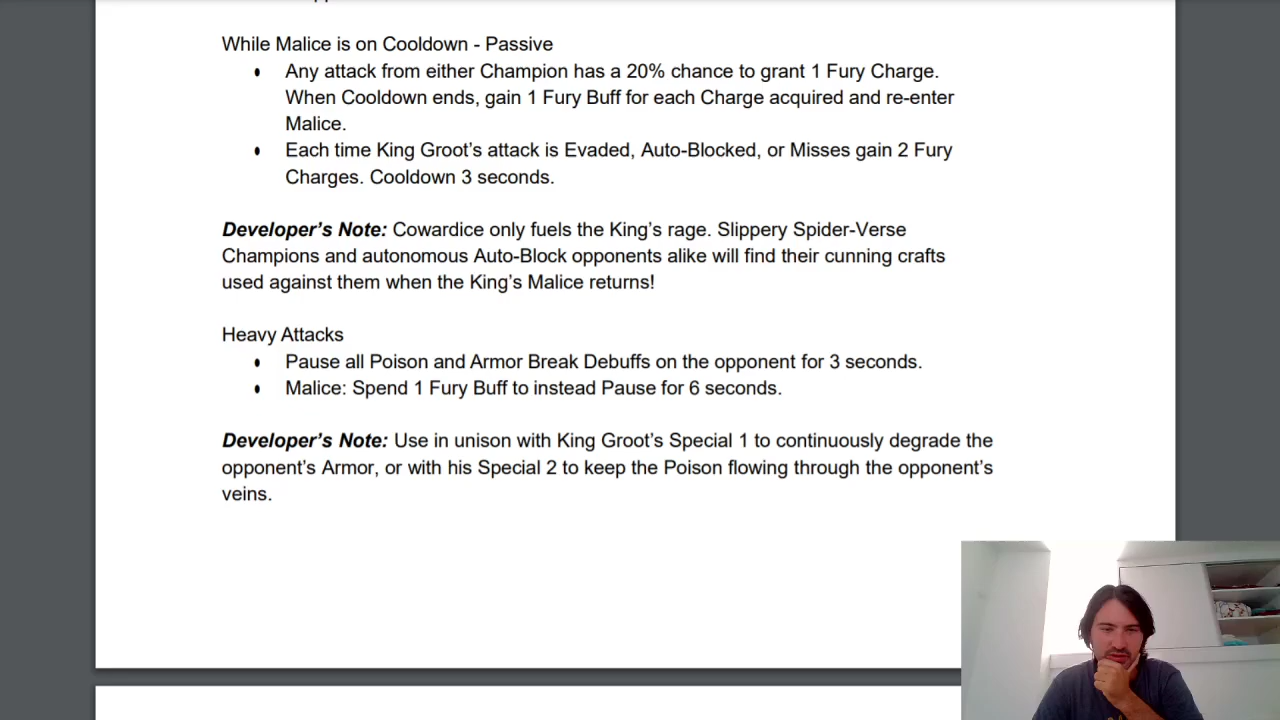 While Malice is on Cooldown - Passive
● Any attack from either Champion has a 20% chance to grant 1 Fury Charge.
When Cooldown ends, gain 1 Fury Buff for each Charge acquired and re-enter
Malice.
● Each time King Groot’s attack is Evaded, Auto-Blocked, or Misses gain 2 Fury
Charges. Cooldown 3 seconds.
Developer’s Note: Cowardice only fuels the King’s rage. Slippery Spider-Verse
Champions and autonomous Auto-Block opponents alike will find their cunning crafts
used against them when the King’s Malice returns!
Heavy Attacks
● Pause all Poison and Armor Break Debuffs on the opponent for 3 seconds.
● Malice: Spend 1 Fury Buff to instead Pause for 6 seconds.
Developer’s Note: Use in unison with King Groot’s Special 1 to continuously degrade the
opponent’s Armor, or with his Special 2 to keep the Poison flowing through the opponent’s
veins.